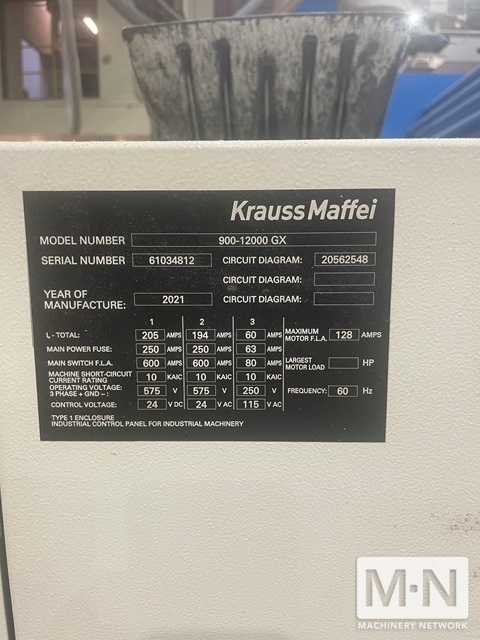 Krauss Maffei
MODEL NUMBER 900-12000 GX
SERIAL NUMBER 61034812 CIRCUIT DIAGRAM: 20562548
CIRCUIT DIAGRAM:
YEAR OF MANUFACTURE: 2021 CIRCUIT DIAGRAM:
1 2 3
I₁ - TOTAL: 205 AMPS 194 AMPS 60 AMPS MAXIMUM MOTOR F.L.A. 128 AMPS
MAIN POWER FUSE: 250 AMPS 250 AMPS 63 AMPS
MAIN SWITCH F.L.A. 600 AMPS 600 AMPS 80 AMPS LARGEST MOTOR LOAD HP
MACHINE SHORT-CIRCUIT CURRENT RATING 10 KAIC 10 KAIC 10 KAIC
OPERATING VOLTAGE: 3 PHASE + GND ~ : 575 V 575 V 250 V FREQUENCY: 60 Hz
CONTROL VOLTAGE: 24 V DC 24 V AC 115 V AC
TYPE 1 ENCLOSURE
INDUSTRIAL CONTROL PANEL FOR INDUSTRIAL MACHINERY
M·N
MACHINERY NETWORK